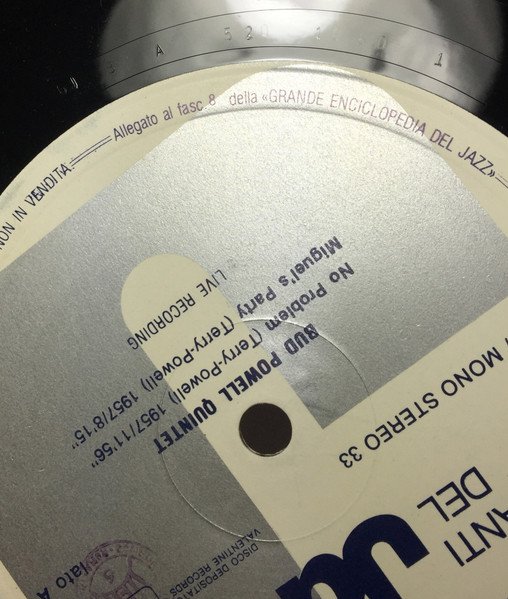 NON IN VENDITA
Allegato al fasc. 8 della «GRANDE ENCICLOPEDIA DEL JAZZ»
BUD POWELL QUINTET
No Problem (Terry-Powell) 1957/11'56"
Miguel's Party (Terry-Powell) 1957/8'15"
LIVE RECORDING
MONO STEREO 33
ANTI
DEL
DISCO DEPOSITATO
VALENTINE RECORDS
lato A